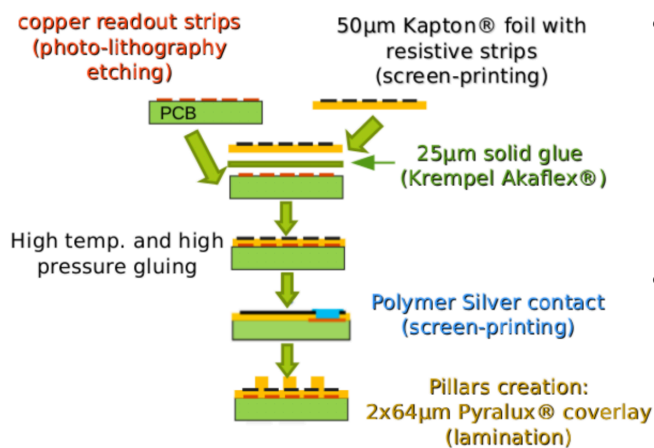 copper readout strips
(photo-lithography
etching)
50µm Kapton® foil with
resistive strips
(screen-printing)
PCB
25µm solid glue
(Krempel Akaflex®)
High temp. and high
pressure gluing
Polymer Silver contact
(screen-printing)
Pillars creation:
2x64µm Pyralux® coverlay
(lamination)